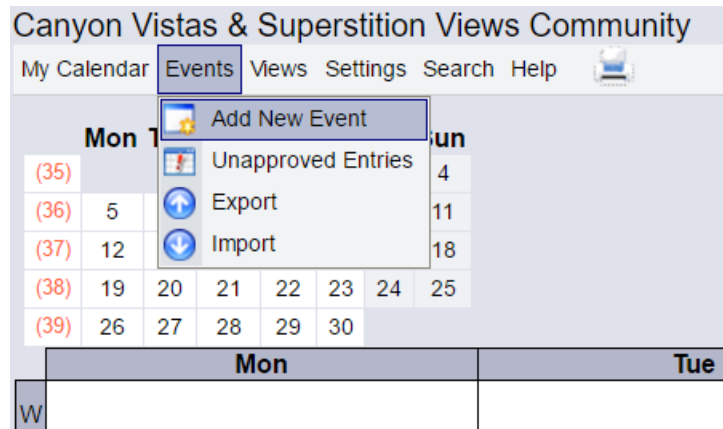 Canyon Vistas & Superstition Views Community
My Calendar Events Views Settings Search Help
Add New Event
Mon
Unapproved Entries
(35) 4
(36) 5 Export 11
(37) 12 Import 18
(38) 19 20 21 22 23 24 25
(39) 26 27 28 29 30
Mon Tue
W